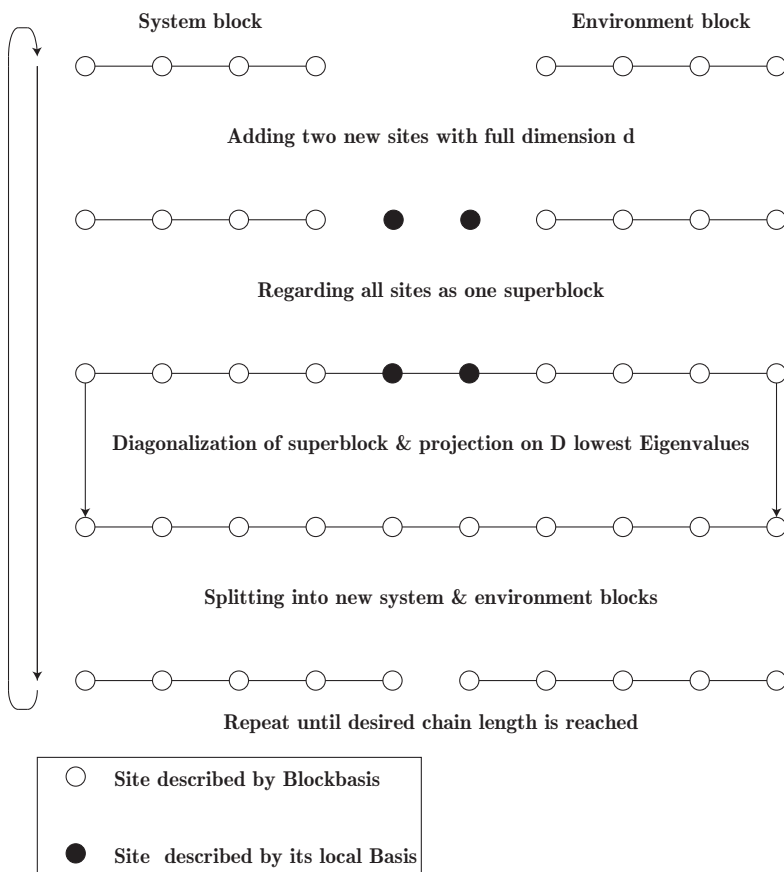 System block
Environment block
Adding two new sites with full dimension d
Regarding all sites as one superblock
Diagonalization of superblock & projection on D lowest Eigenvalues
Splitting into new system & environment blocks
Repeat until desired chain length is reached
Site described by Blockbasis
Site described by its local Basis